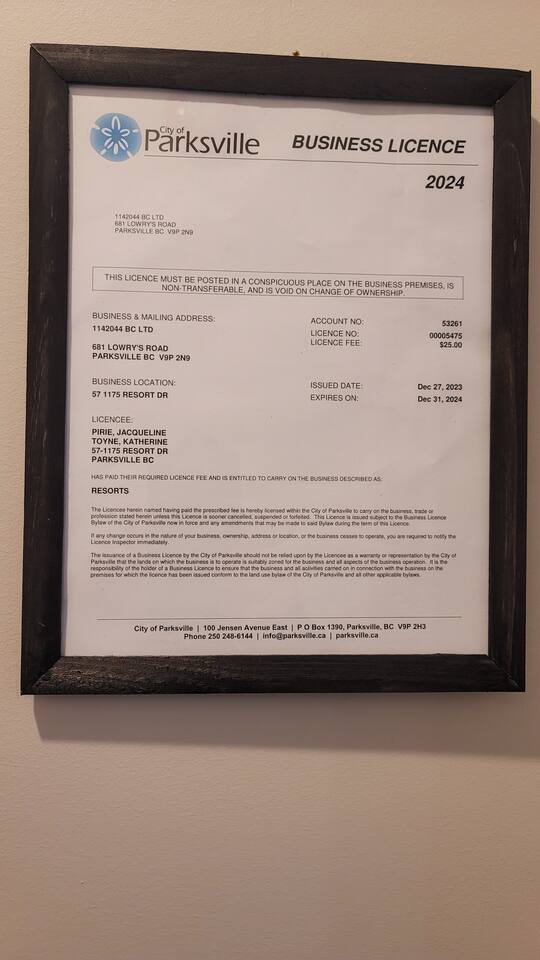 City of
Parksville
BUSINESS LICENCE
2024
1142044 BC LTD
681 LOWRY'S ROAD
PARKSVILLE BC V9P 2N9
THIS LICENCE MUST BE POSTED IN A CONSPICUOUS PLACE ON THE BUSINESS PREMISES, IS
NON-TRANSFERABLE, AND IS VOID ON CHANGE OF OWNERSHIP.
BUSINESS & MAILING ADDRESS:
1142044 BC LTD
681 LOWRY'S ROAD
PARKSVILLE BC V9P 2N9
ACCOUNT NO: 53261
LICENCE NO: 00005475
LICENCE FEE: $25.00
BUSINESS LOCATION:
57 1175 RESORT DR
ISSUED DATE: Dec 27, 2023
EXPIRES ON: Dec 31, 2024
LICENCEE:
PIRIE, JACQUELINE
TOYNE, KATHERINE
57-1175 RESORT DR
PARKSVILLE BC
HAS PAID THEIR REQUIRED LICENCE FEE AND IS ENTITLED TO CARRY ON THE BUSINESS DESCRIBED AS:
RESORTS
The Licencee herein named having paid the prescribed fee is hereby licensed within the City of Parksville to carry on the business, trade or
profession stated herein unless this Licence is sooner cancelled, suspended or forfeited. This Licence is issued subject to the Business Licence
Bylaw of the City of Parksville now in force and any amendments that may be made to said Bylaw during the term of this Licence.
If any change occurs in the nature of your business, ownership, address or location, or the business ceases to operate, you are required to notify the
Licence Inspector immediately.
The issuance of a Business Licence by the City of Parksville should not be relied upon by the Licencee as a warranty or representation by the City of
Parksville that the lands on which the business is to operate is suitably zoned for the business and all aspects of the business operation. It is the
responsibility of the holder of a Business Licence to ensure that the business and all activities carried on in connection with the business on the
premises for which the licence has been issued conform to the land use bylaw of the City of Parksville and all other applicable bylaws.
City of Parksville | 100 Jensen Avenue East | P O Box 1390, Parksville, BC V9P 2H3
Phone 250 248-6144 | info@parksville.ca | parksville.ca